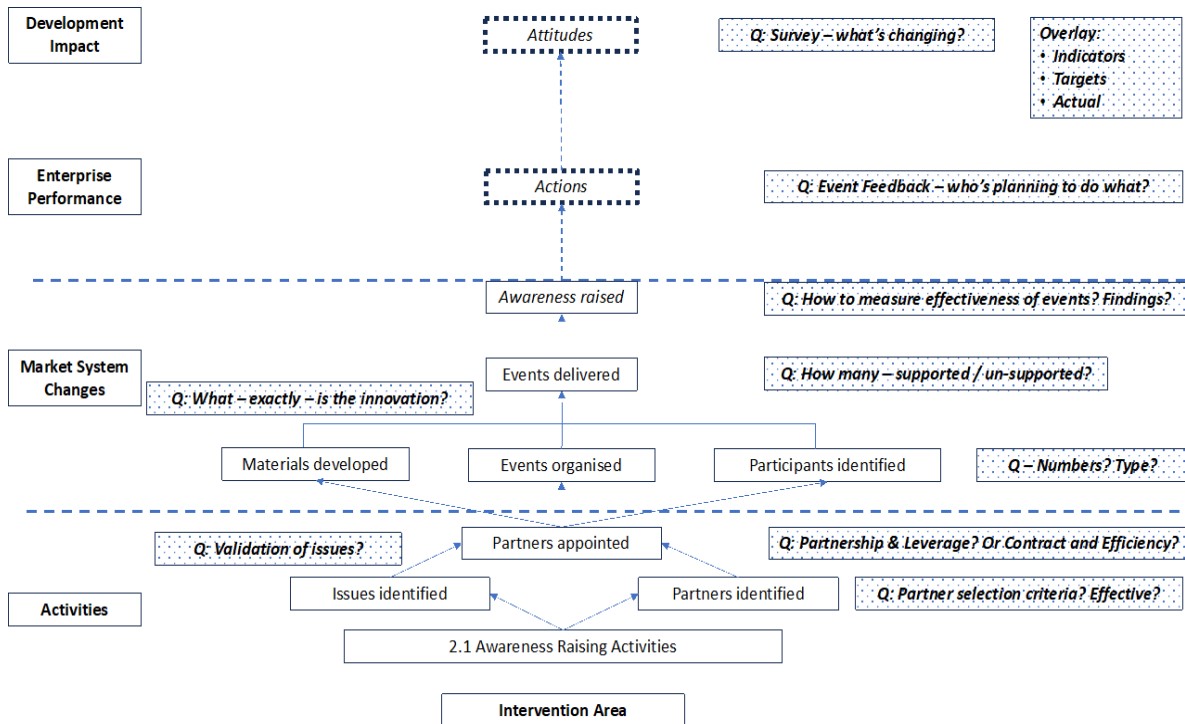 Development
Impact
Attitudes
Q: Survey – what's changing?
Overlay:
• Indicators
• Targets
• Actual
Enterprise
Performance
Actions
Q: Event Feedback – who's planning to do what?
Awareness raised
Q: How to measure effectiveness of events? Findings?
Market System
Changes
Events delivered
Q: How many – supported / un-supported?
Q: What – exactly – is the innovation?
Materials developed
Events organised
Participants identified
Q – Numbers? Type?
Q: Validation of issues?
Partners appointed
Q: Partnership & Leverage? Or Contract and Efficiency?
Activities
Issues identified
Partners identified
Q: Partner selection criteria? Effective?
2.1 Awareness Raising Activities
Intervention Area